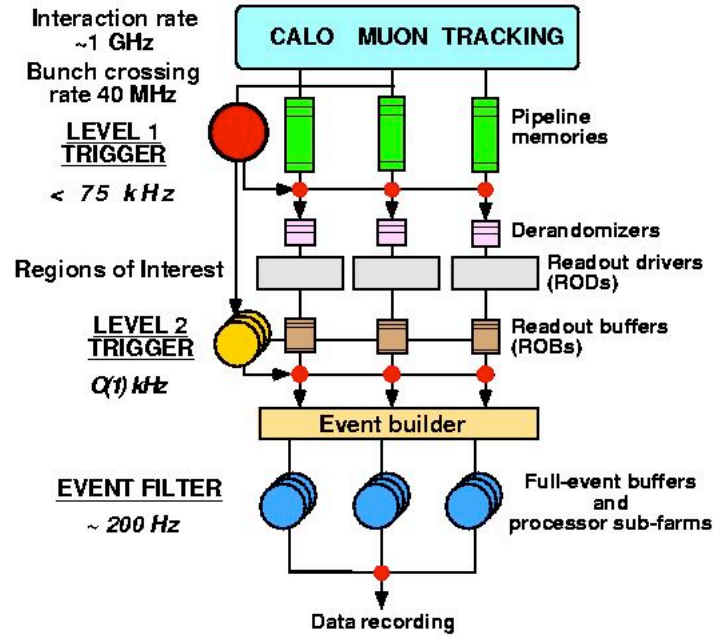 Interaction rate
~1 GHz
CALO MUON TRACKING
Bunch crossing
rate 40 MHz
LEVEL 1
TRIGGER
< 75 kHz
Pipeline
memories
Derandomizers
Regions of Interest
Readout drivers
(RODs)
LEVEL 2
TRIGGER
O(1) kHz
Readout buffers
(ROBs)
Event builder
EVENT FILTER
~ 200 Hz
Full-event buffers
and
processor sub-farms
Data recording